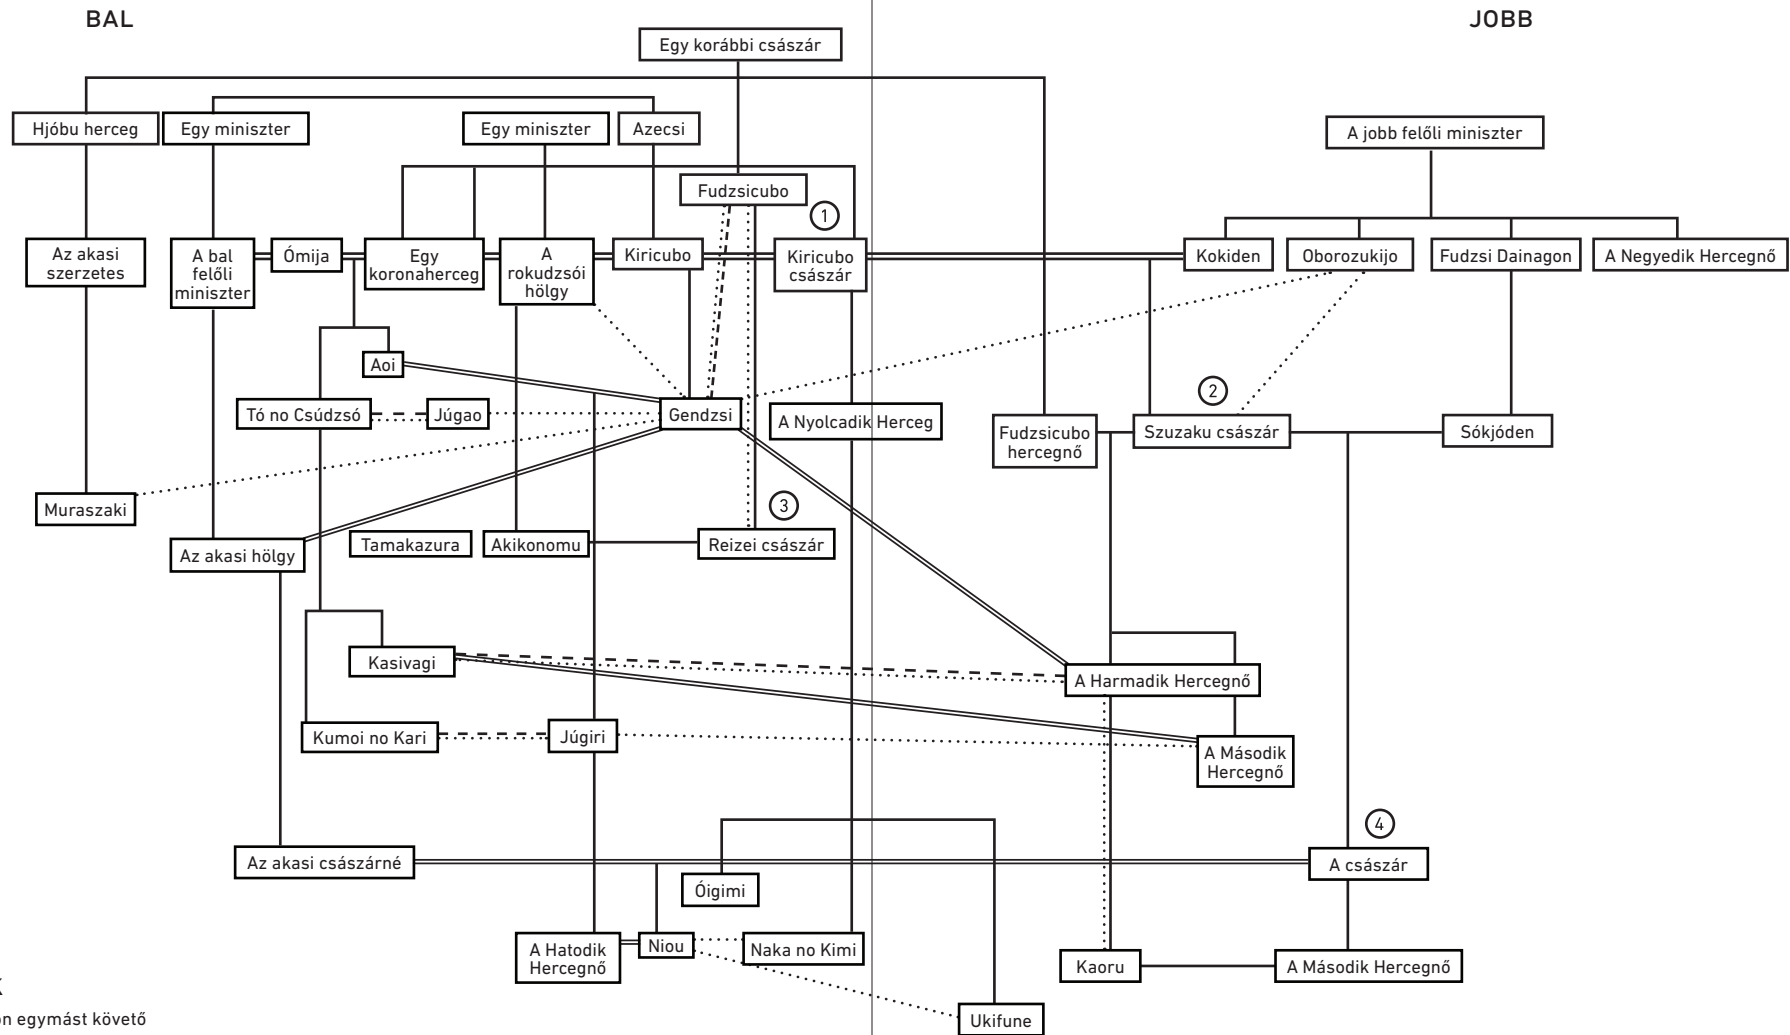 BAL
JOBB
Egy korábbi császár
Hjóbu herceg
Egy miniszter
Egy miniszter
Azecsi
A jobb felőli miniszter
Fudzsicubo
1
Az akasi
szerzetes
A bal
felőli
miniszter
Ómija
Egy
koronaherceg
A
rokudzsói
hölgy
Kiricubo
Kiricubo
császár
Kokiden
Oborozukijo
Fudzsi Dainagon
A Negyedik Hercegnő
Aoi
2
Tó no Csúdzsó
Júgao
Gendzsi
A Nyolcadik Herceg
Fudzsicubo
hercegnő
Szuzaku császár
Sókjóden
Muraszaki
3
Az akasi hölgy
Tamakazura
Akikonomu
Reizei császár
Kasivagi
A Harmadik Hercegnő
Kumoi no Kari
Júgiri
A Második
Hercegnő
4
Az akasi császárné
A császár
Óigimi
A Hatodik
Hercegnő
Niou
Naka no Kimi
Kaoru
A Második Hercegnő
egymást követő
Ukifune